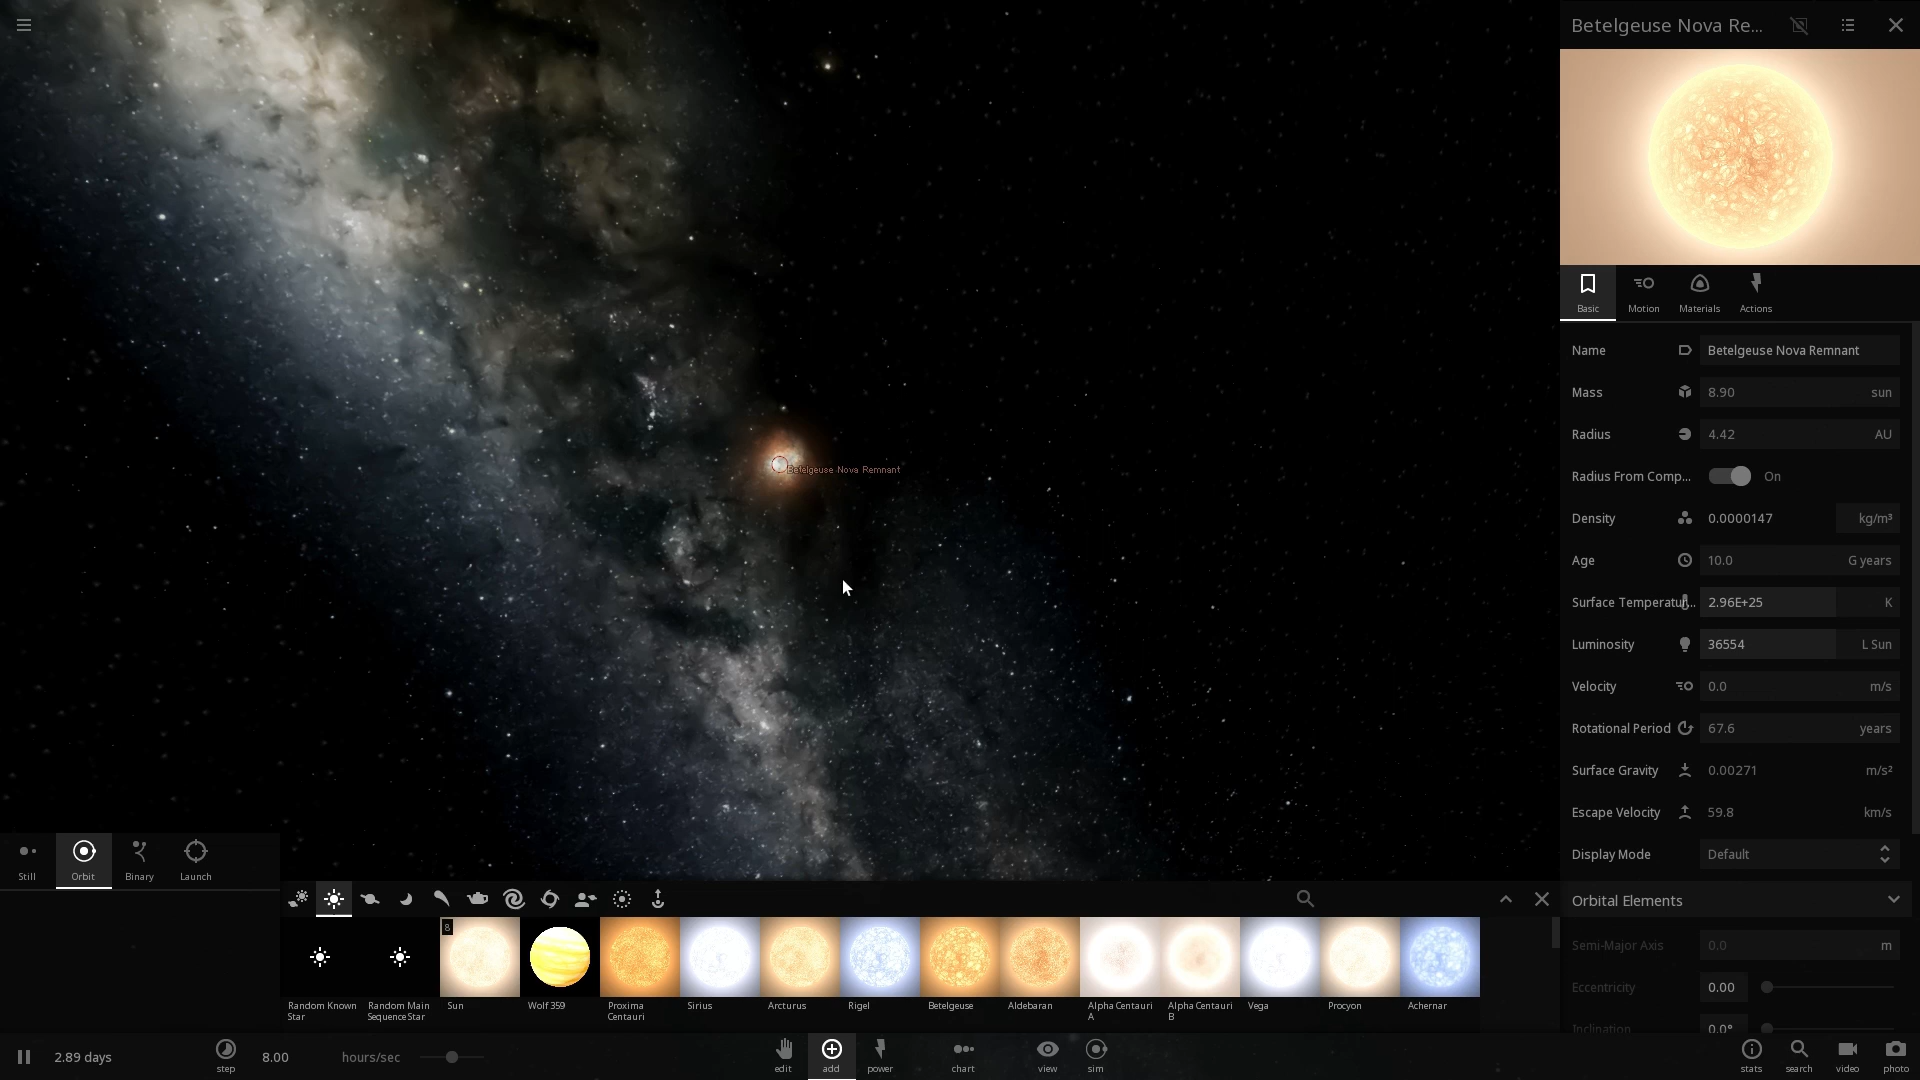 Betelgeuse Nova Re...
Basic
Motion
Materials
Actions
Name Betelgeuse Nova Remnant
Mass 8.90 sun
Radius 4.42 AU
Radius From Comp... On
Density 0.0000147 kg/m³
Age 10.0 G years
Surface Temperatur... 2.96E+25 K
Luminosity 36554 L Sun
Velocity 0.0 m/s
Rotational Period 67.6 years
Surface Gravity 0.00271 m/s²
Escape Velocity 59.8 km/s
Display Mode Default
Orbital Elements
Semi-Major Axis 0.0 m
Eccentricity 0.00
Inclination 0.0°
Betelgeuse Nova Remnant
Still
Orbit
Binary
Launch
8
Random Known
Star
Random Main
Sequence Star
Sun
Wolf 359
Proxima
Centauri
Sirius
Arcturus
Rigel
Betelgeuse
Aldebaran
Alpha Centauri
A
Alpha Centauri
B
Vega
Procyon
Achernar
2.89 days
step
8.00 hours/sec
edit
add
power
chart
view
sim
stats
search
video
photo